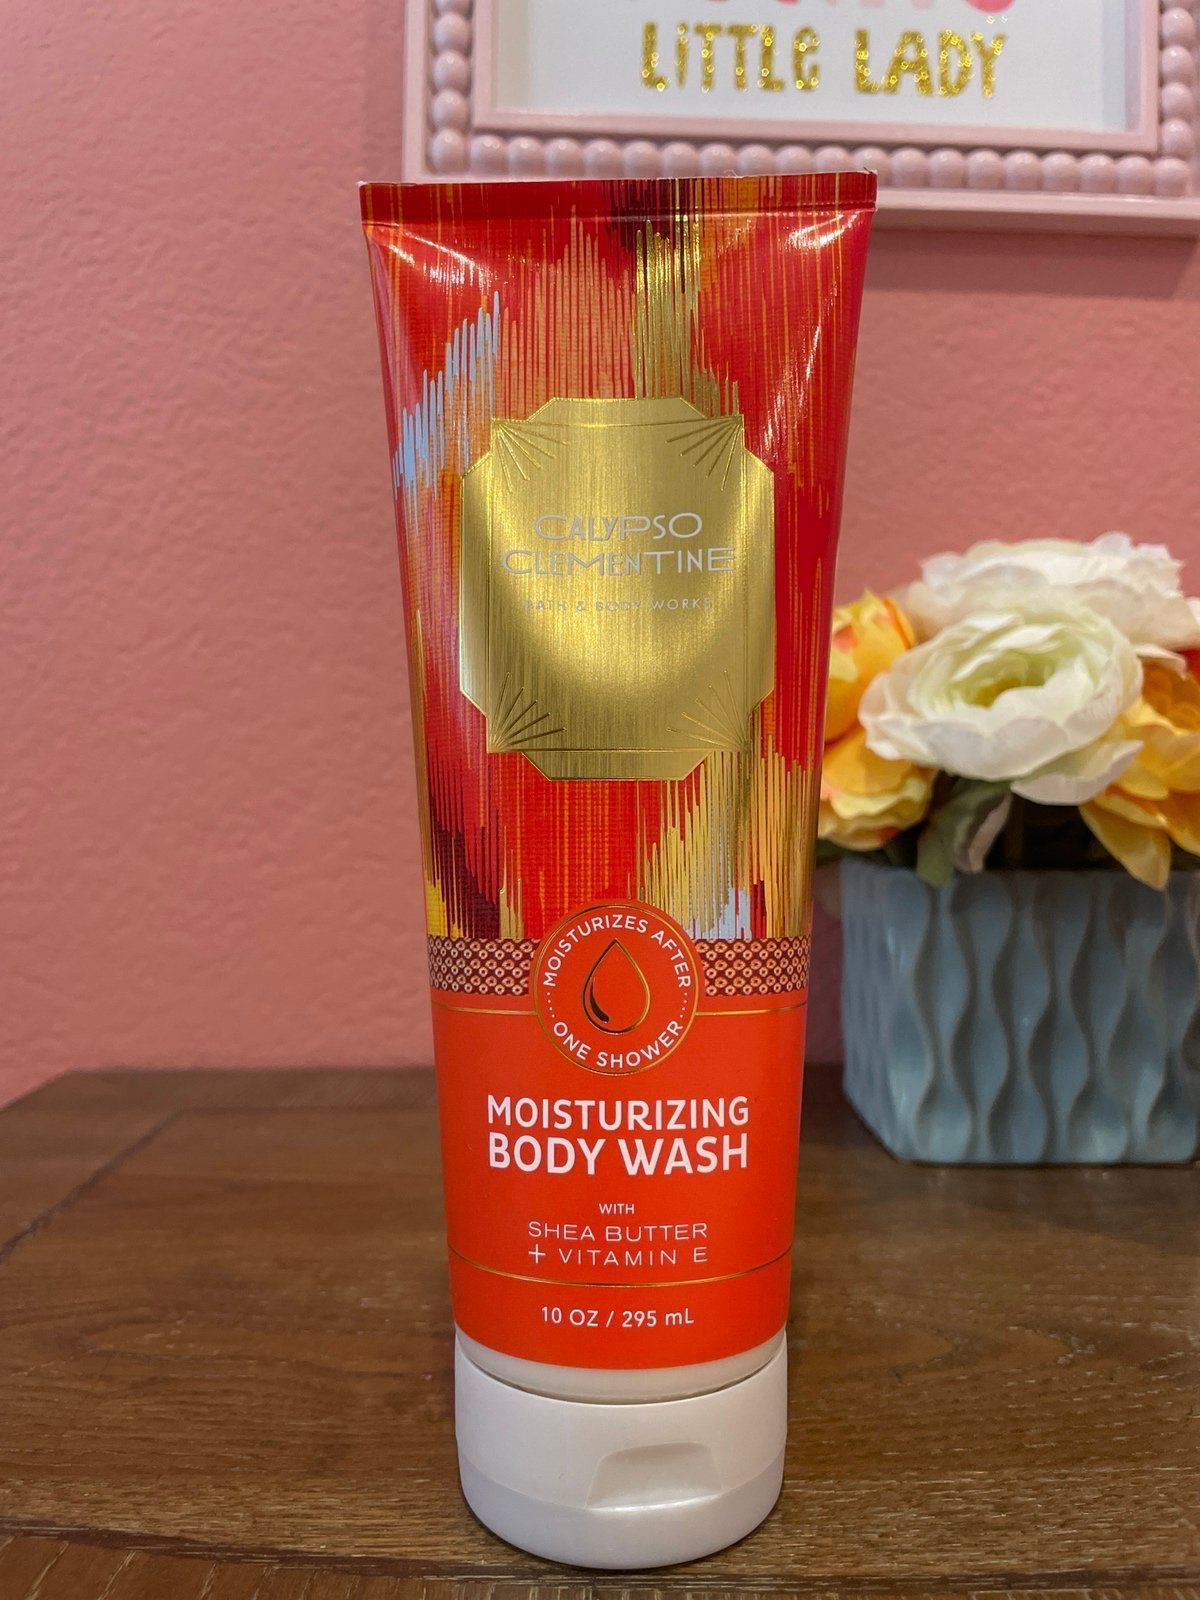 LITTLE LADY
CALYPSO
CLEMENTINE
BATH & BODY WORKS
MOISTURIZES AFTER
ONE SHOWER
MOISTURIZING
BODY WASH
WITH
SHEA BUTTER
+ VITAMIN E
10 OZ / 295 mL